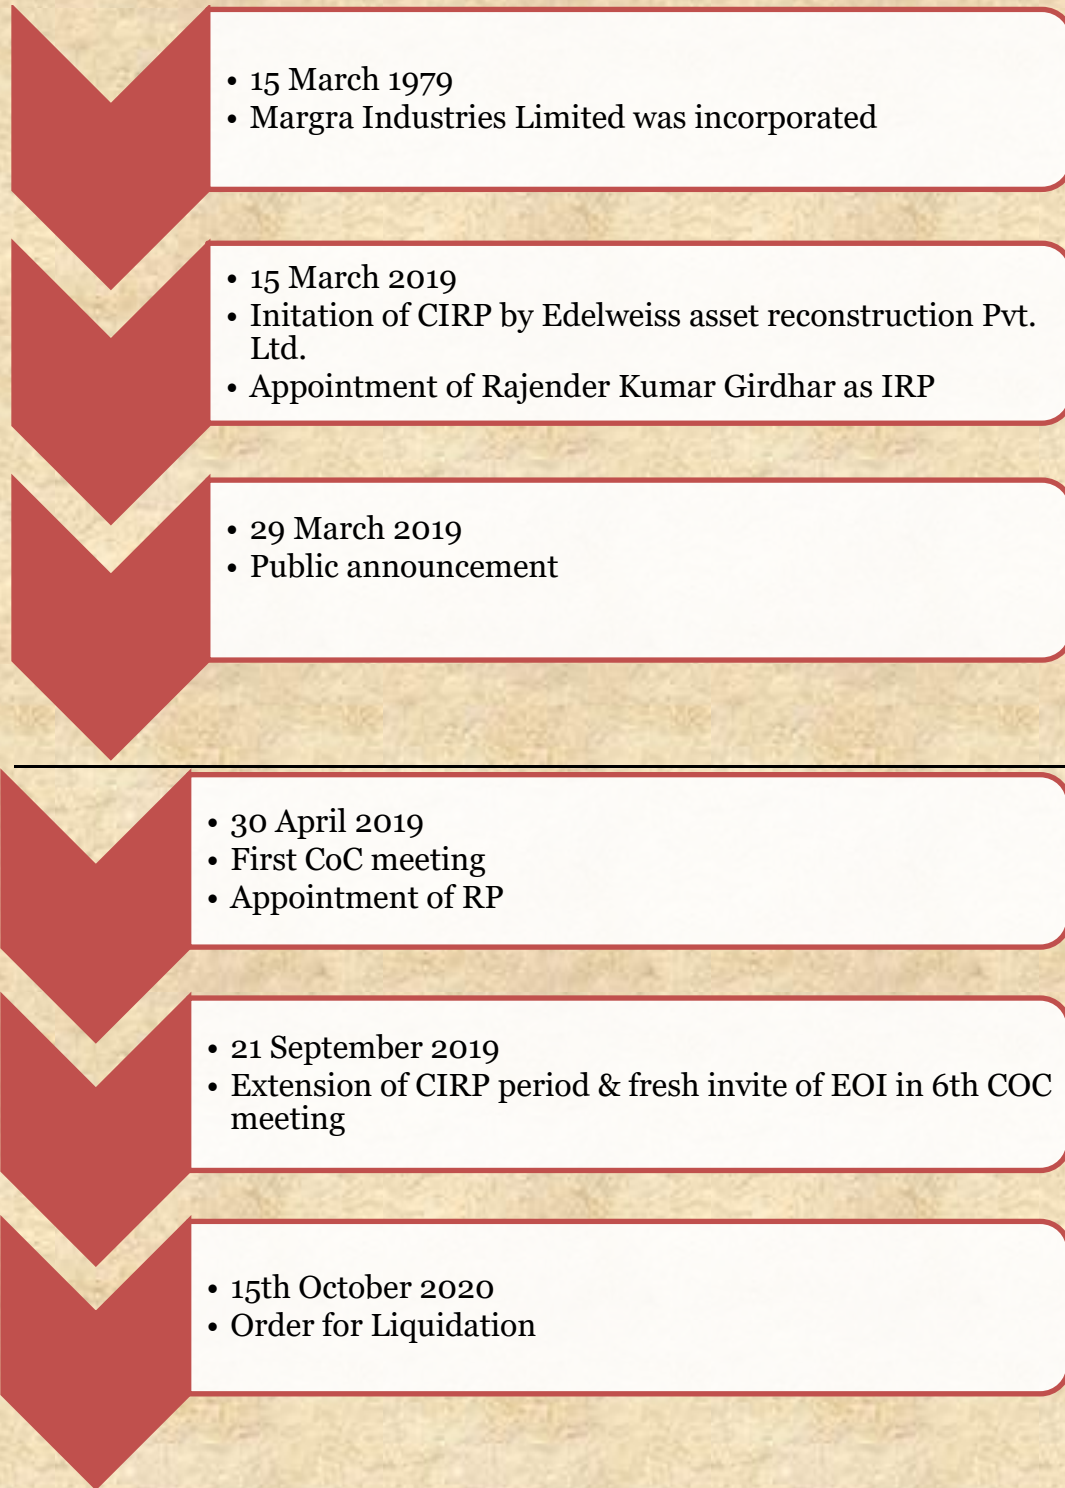 • 15 March 1979
• Margra Industries Limited was incorporated
• 15 March 2019
• Initation of CIRP by Edelweiss asset reconstruction Pvt.
Ltd.
• Appointment of Rajender Kumar Girdhar as IRP
• 29 March 2019
• Public announcement
• 30 April 2019
• First CoC meeting
• Appointment of RP
• 21 September 2019
• Extension of CIRP period & fresh invite of EOI in 6th COC
meeting
• 15th October 2020
• Order for Liquidation